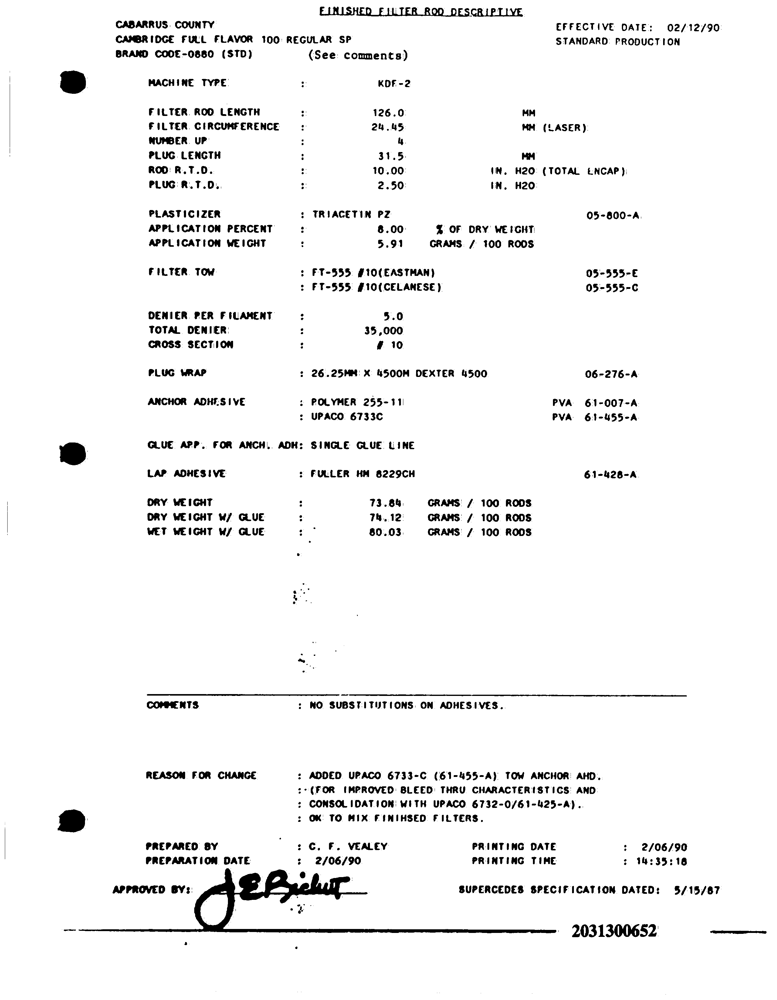 FINISHED FILTER ROD DESCRIPTIVE
CABARRUS COUNTY EFFECTIVE DATE: 02/12/90
CAMBRIDGE FULL FLAVOR 100 REGULAR SP STANDARD PRODUCTION
BRAND CODE-0880 (STD) (See comments)
MACHINE TYPE : KDF-2
FILTER ROD LENGTH : 126.0 MM
FILTER CIRCUMFERENCE : 24.45 MM (LASER)
NUMBER UP : 4
PLUG LENGTH : 31.5 MM
ROD R.T.D. : 10.00 IN. H2O (TOTAL ENCAP)
PLUG R.T.D. : 2.50 IN. H2O
PLASTICIZER : TRIACETIN PZ 05-800-A
APPLICATION PERCENT : 8.00 % OF DRY WEIGHT
APPLICATION WEIGHT : 5.91 GRAMS / 100 RODS
FILTER TOW : FT-555 #10(EASTMAN) 05-555-E
: FT-555 #10(CELANESE) 05-555-C
DENIER PER FILAMENT : 5.0
TOTAL DENIER : 35,000
CROSS SECTION : # 10
PLUG WRAP : 26.25MM X 4500M DEXTER 4500 06-276-A
ANCHOR ADHESIVE : POLYMER 255-11 PVA 61-007-A
: UPACO 6733C PVA 61-455-A
GLUE APP. FOR ANCH. ADH: SINGLE GLUE LINE
LAP ADHESIVE : FULLER HM 8229CH 61-428-A
DRY WEIGHT : 73.84 GRAMS / 100 RODS
DRY WEIGHT W/ GLUE : 74.12 GRAMS / 100 RODS
WET WEIGHT W/ GLUE : 80.03 GRAMS / 100 RODS
COMMENTS : NO SUBSTITUTIONS ON ADHESIVES.
REASON FOR CHANGE : ADDED UPACO 6733-C (61-455-A) TOW ANCHOR AHD.
: (FOR IMPROVED BLEED THRU CHARACTERISTICS AND
: CONSOLIDATION WITH UPACO 6732-0/61-425-A).
: OK TO MIX FINIHSED FILTERS.
PREPARED BY : C. F. VEALEY PRINTING DATE : 2/06/90
PREPARATION DATE : 2/06/90 PRINTING TIME : 14:35:18
APPROVED BY: SUPERCEDES SPECIFICATION DATED: 5/15/87
2031300652